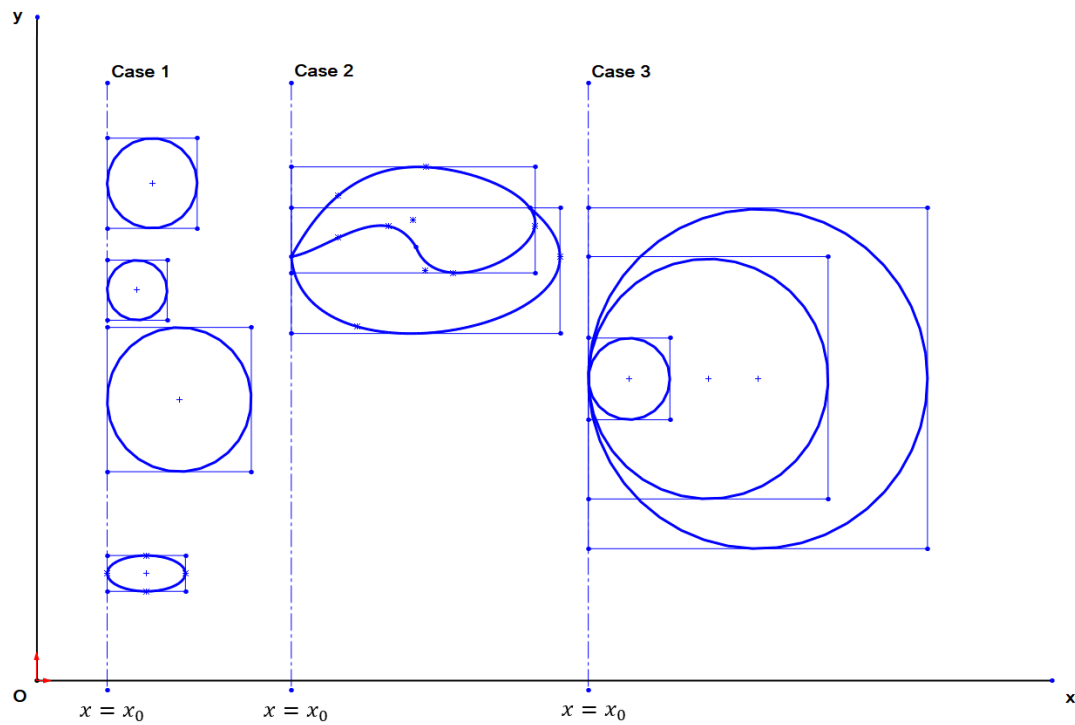 y
Case 1
Case 2
Case 3
O
x
x = x₀
x = x₀
x = x₀